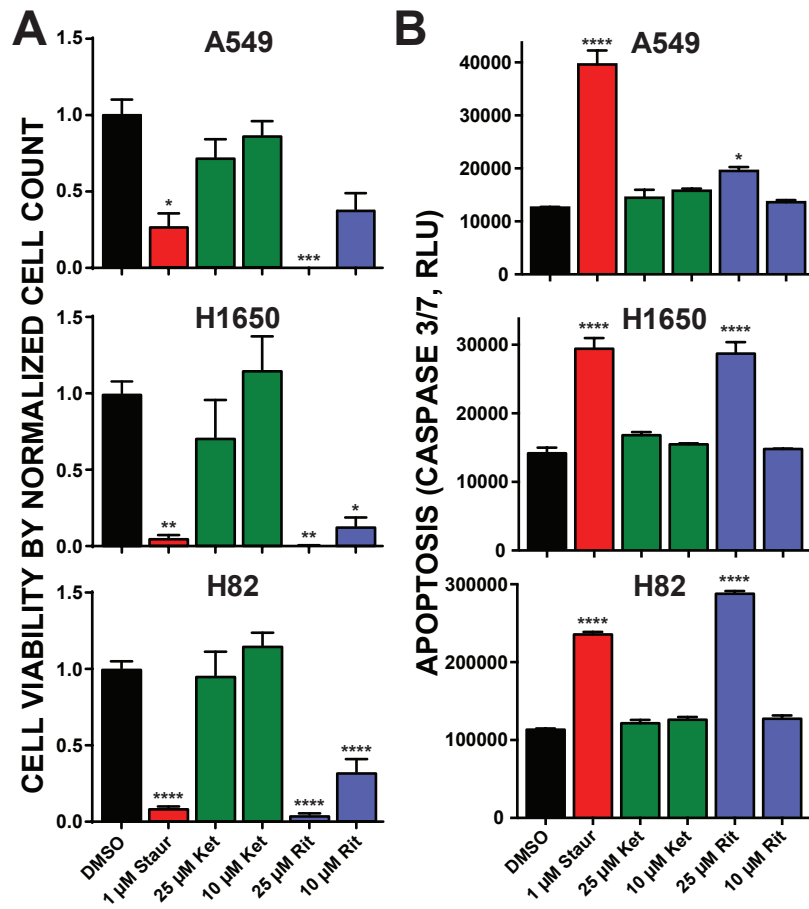 A
CELL VIABILITY BY NORMALIZED CELL COUNT
A549
1.5
1.0
0.5
0.0
*
***
H1650
1.5
1.0
0.5
0.0
**
**
*
H82
1.5
1.0
0.5
0.0
****
****
****
DMSO
1 µM Staur
25 µM Ket
10 µM Ket
25 µM Rit
10 µM Rit
B
APOPTOSIS (CASPASE 3/7, RLU)
A549
40000
30000
20000
10000
0
****
*
H1650
30000
20000
10000
0
****
****
H82
300000
200000
100000
0
****
****
DMSO
1 µM Staur
25 µM Ket
10 µM Ket
25 µM Rit
10 µM Rit